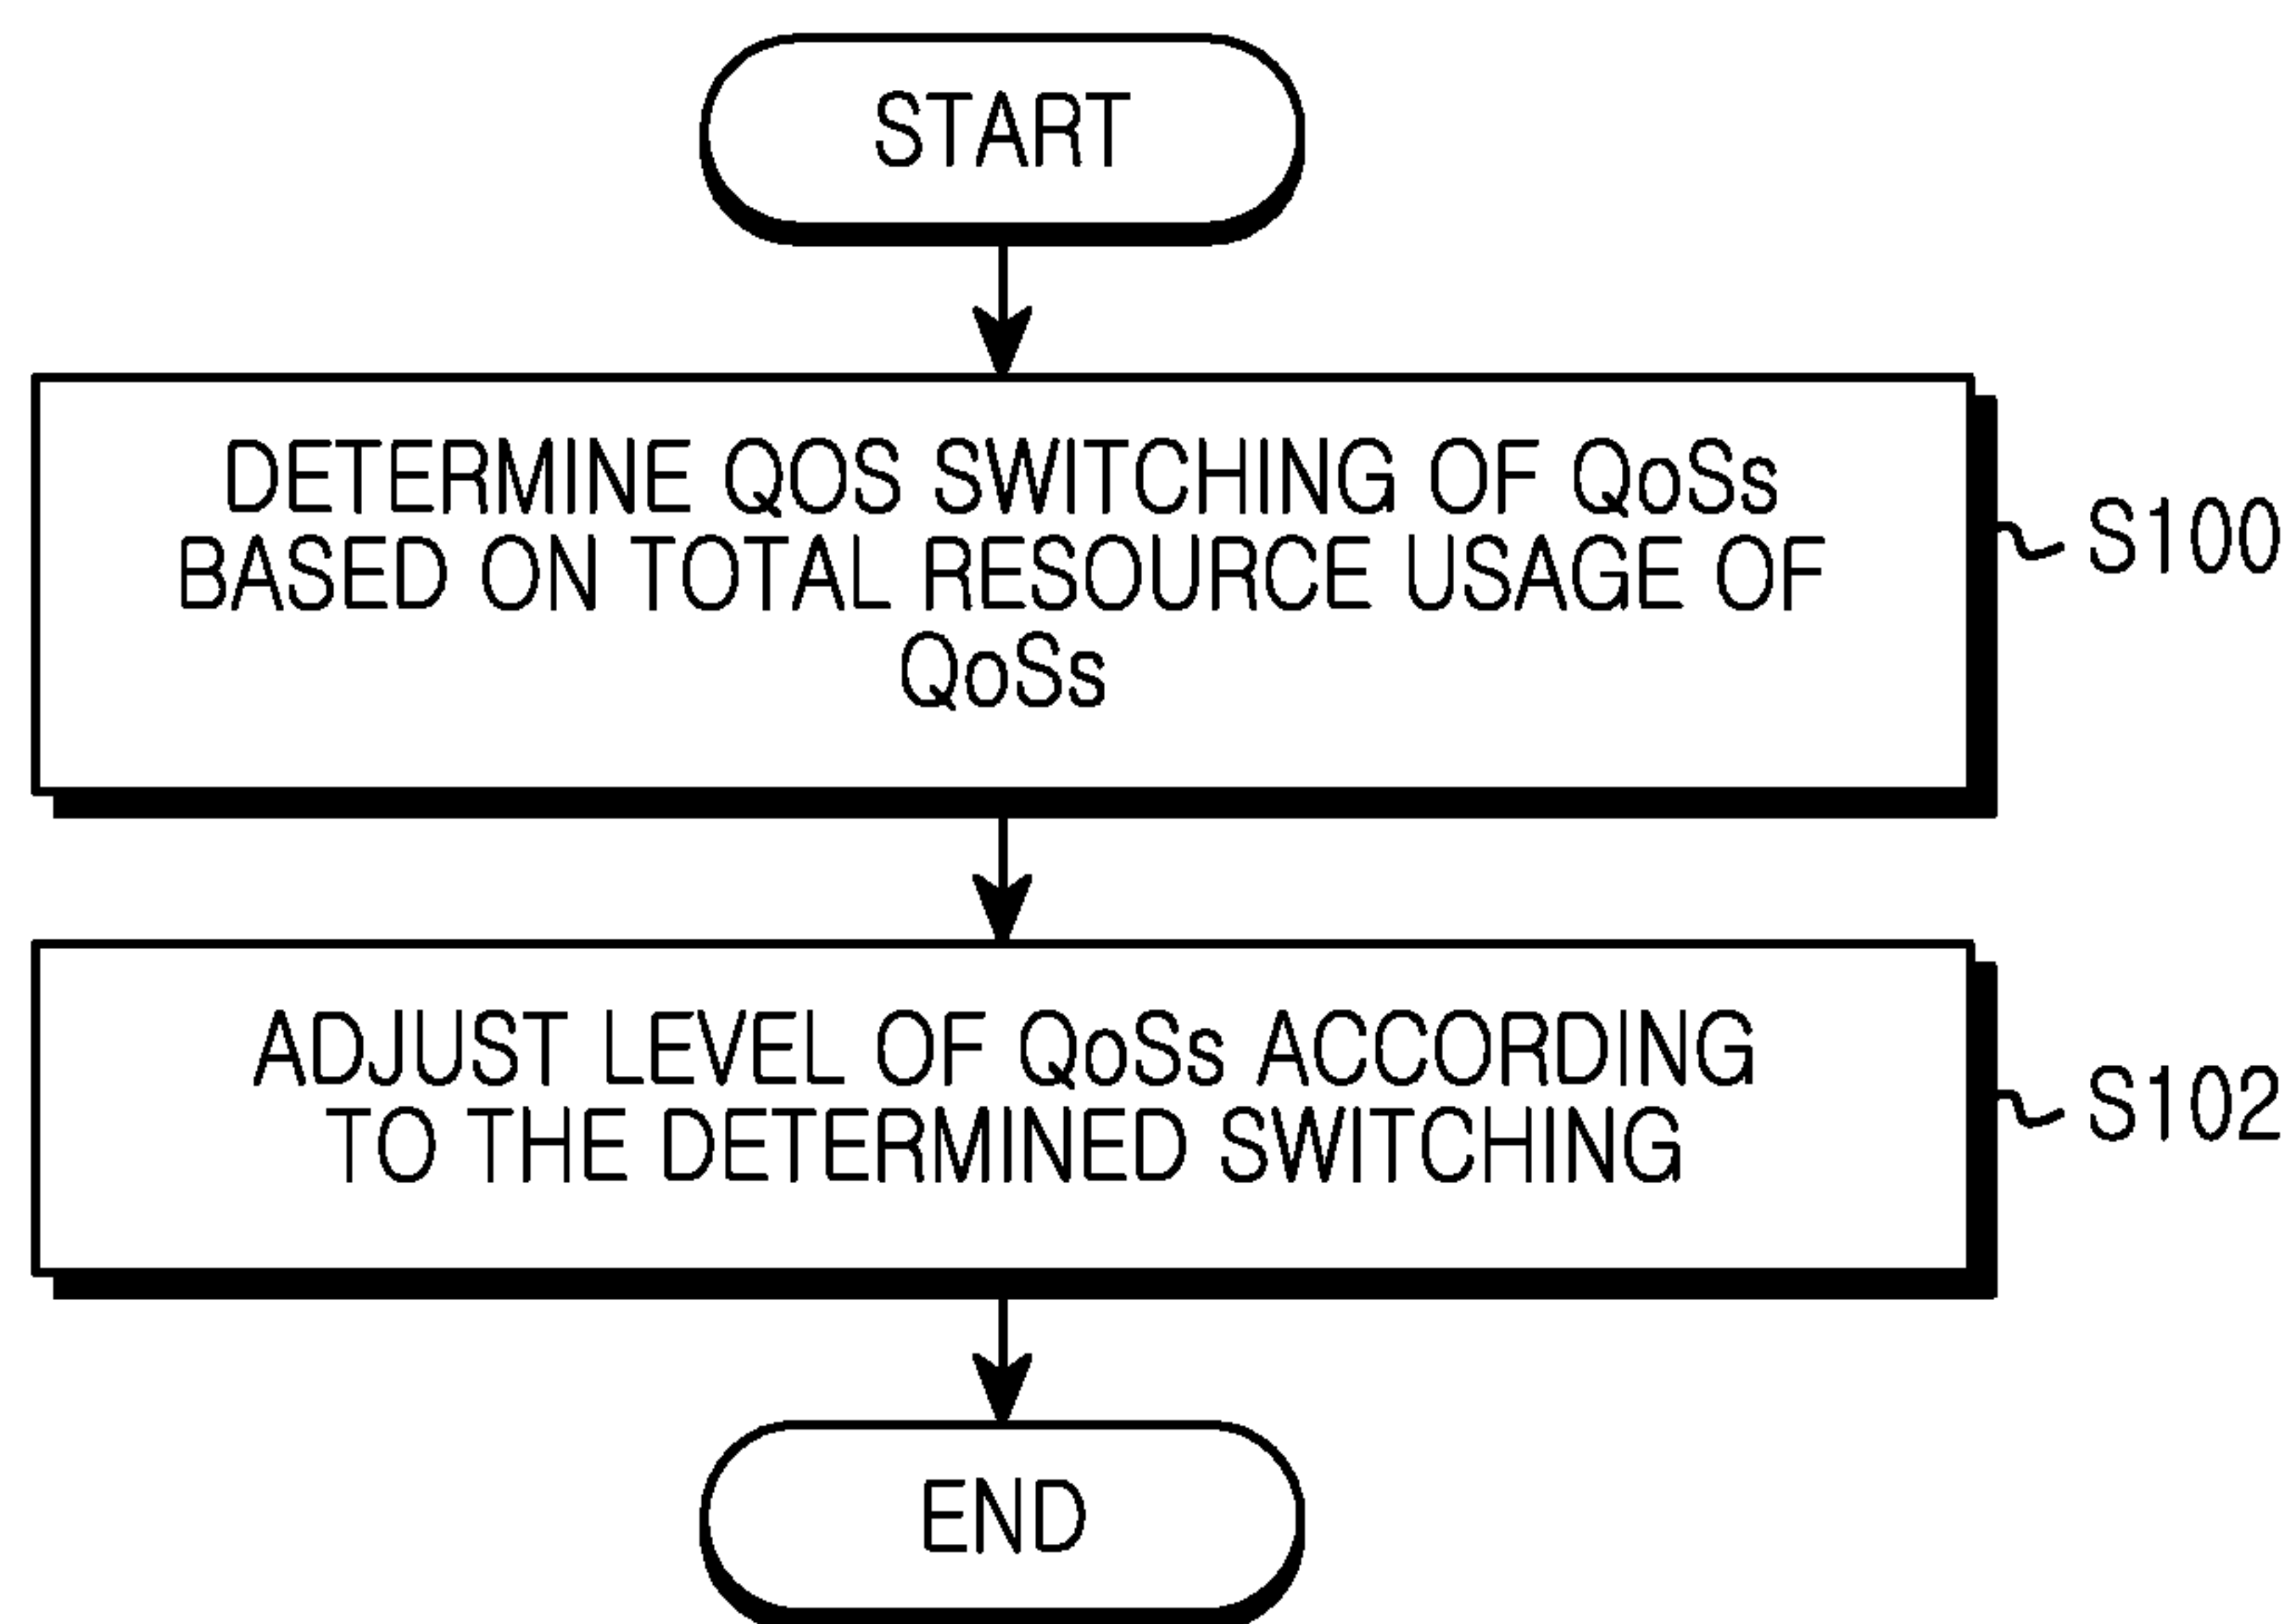 START
DETERMINE QOS SWITCHING OF QoSs
BASED ON TOTAL RESOURCE USAGE OF
QoSs
S100
ADJUST LEVEL OF QoSs ACCORDING
TO THE DETERMINED SWITCHING
S102
END